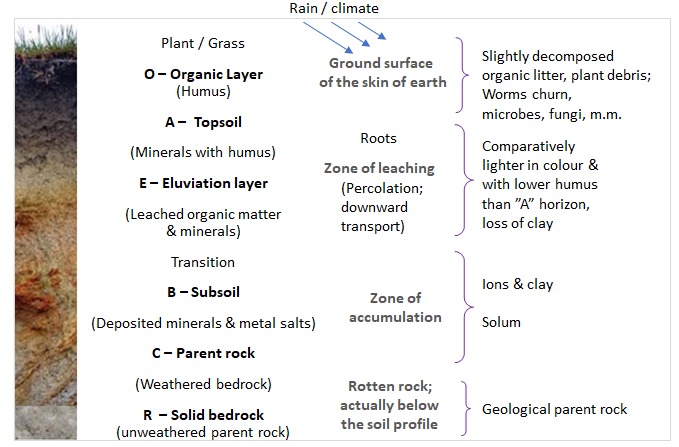 Rain / climate
Plant / Grass
O – Organic Layer
(Humus)
A – Topsoil
(Minerals with humus)
E – Eluviation layer
(Leached organic matter
& minerals)
Transition
B – Subsoil
(Deposited minerals & metal salts)
C – Parent rock
(Weathered bedrock)
R – Solid bedrock
(unweathered parent rock)
Ground surface
of the skin of earth
Roots
Zone of leaching
(Percolation;
downward
transport)
Zone of
accumulation
Rotten rock;
actually below
the soil profile
Slightly decomposed
organic litter, plant debris;
Worms churn,
microbes, fungi, m.m.
Comparatively
lighter in colour &
with lower humus
than ”A” horizon,
loss of clay
Ions & clay
Solum
Geological parent rock